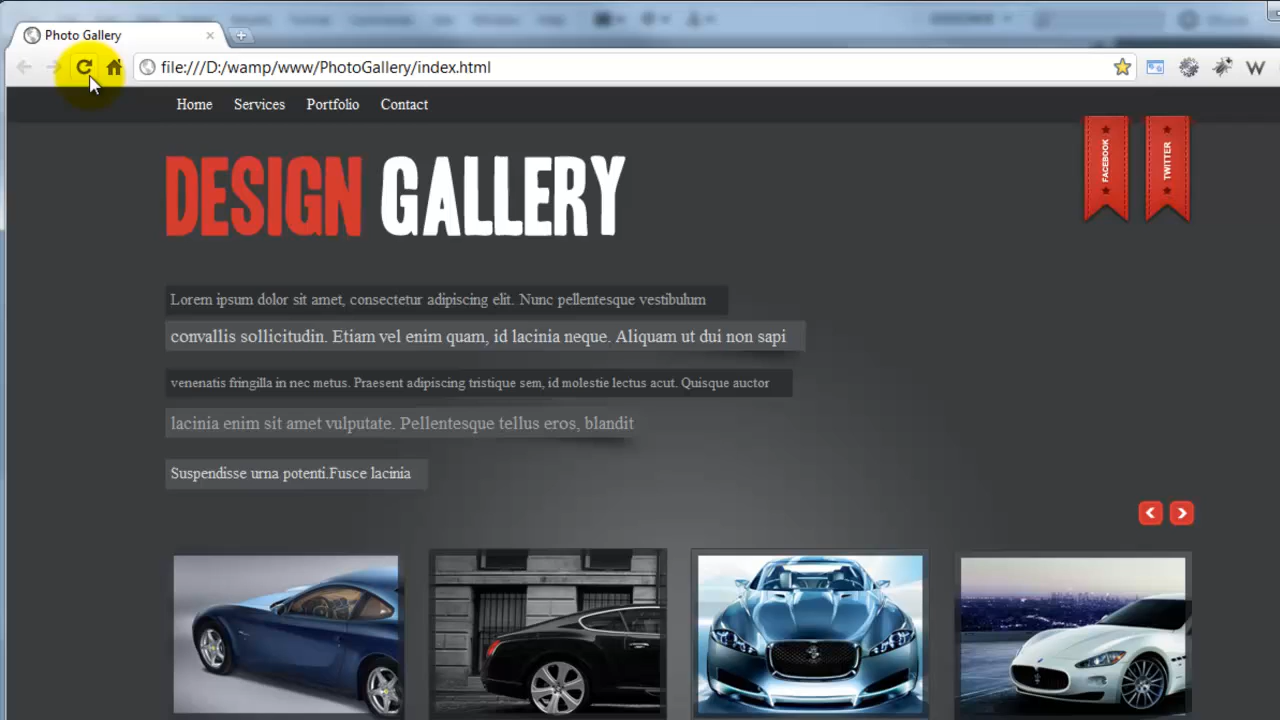 Photo Gallery
file:///D:/wamp/www/PhotoGallery/index.html
W
Home Services Portfolio Contact
FACEBOOK
TWITTER
DESIGN GALLERY
Lorem ipsum dolor sit amet, consectetur adipiscing elit. Nunc pellentesque vestibulum
convallis sollicitudin. Etiam vel enim quam, id lacinia neque. Aliquam ut dui non sapi
venenatis fringilla in nec metus. Praesent adipiscing tristique sem, id molestie lectus acut. Quisque auctor
lacinia enim sit amet vulputate. Pellentesque tellus eros, blandit
Suspendisse urna potenti.Fusce lacinia